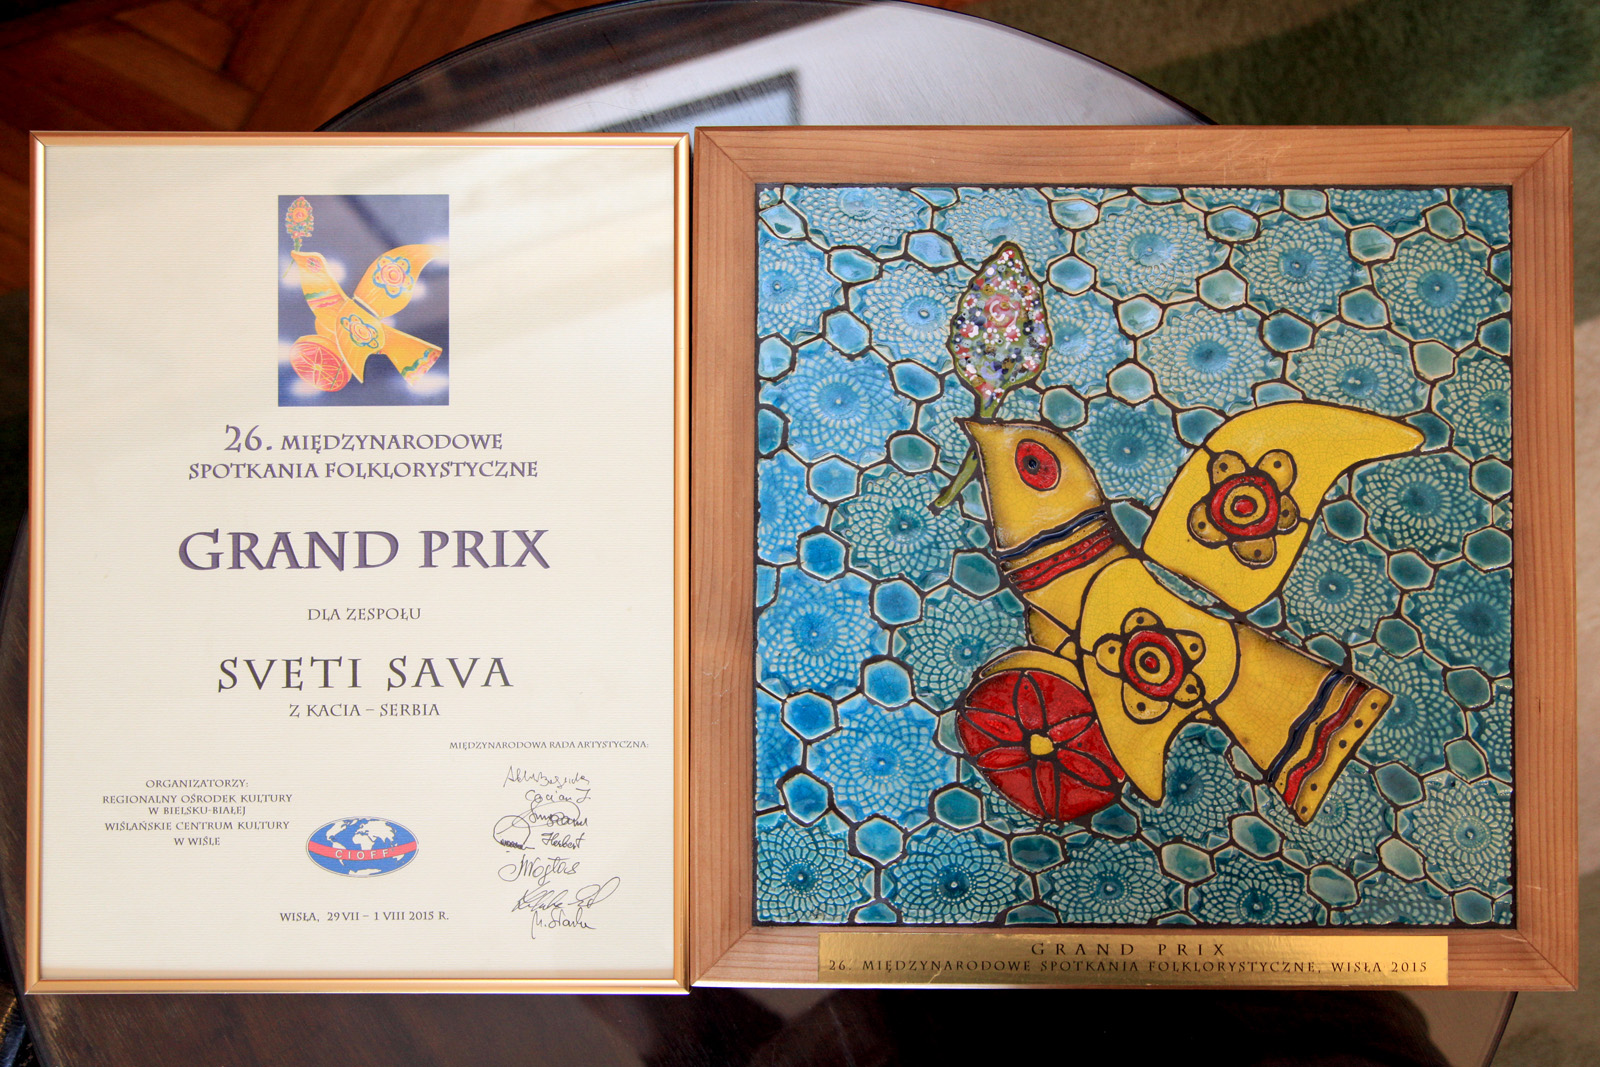 26. MIĘDZYNARODOWE
SPOTKANIA FOLKLORYSTYCZNE
GRAND PRIX
DLA ZESPOŁU
SVETI SAVA
Z KACIA – SERBIA
MIĘDZYNARODOWA RADA ARTYSTYCZNA:
ORGANIZATORZY:
REGIONALNY OŚRODEK KULTURY
W BIELSKU-BIAŁEJ
WIŚLAŃSKIE CENTRUM KULTURY
W WIŚLE
CIOFF
Herbert
WISŁA, 29 VII – 1 VIII 2015 R.
GRAND PRIX
26. MIĘDZYNARODOWE SPOTKANIA FOLKLORYSTYCZNE, WISŁA 2015